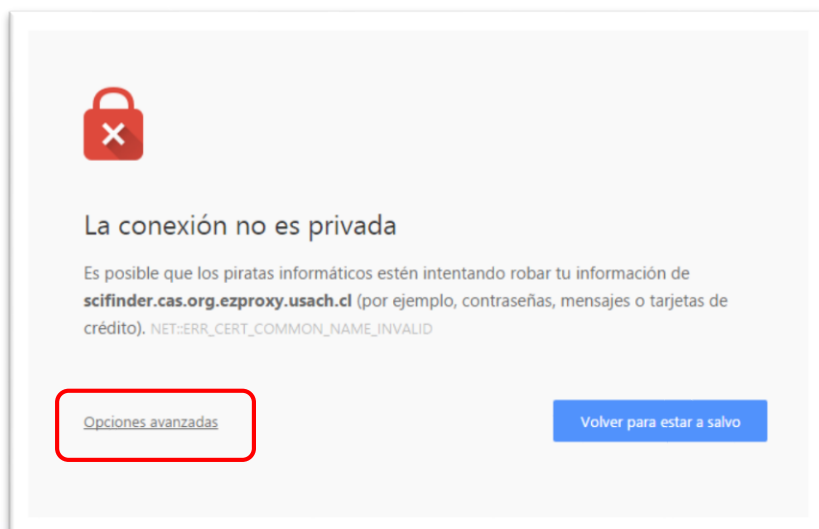 La conexión no es privada
Es posible que los piratas informáticos estén intentando robar tu información de
scifinder.cas.org.ezproxy.usach.cl (por ejemplo, contraseñas, mensajes o tarjetas de
crédito). NET::ERR_CERT_COMMON_NAME_INVALID
Opciones avanzadas
Volver para estar a salvo